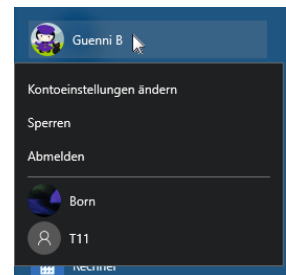 Guenni B
Kontoeinstellungen ändern
Sperren
Abmelden
Born
T11
Rechner